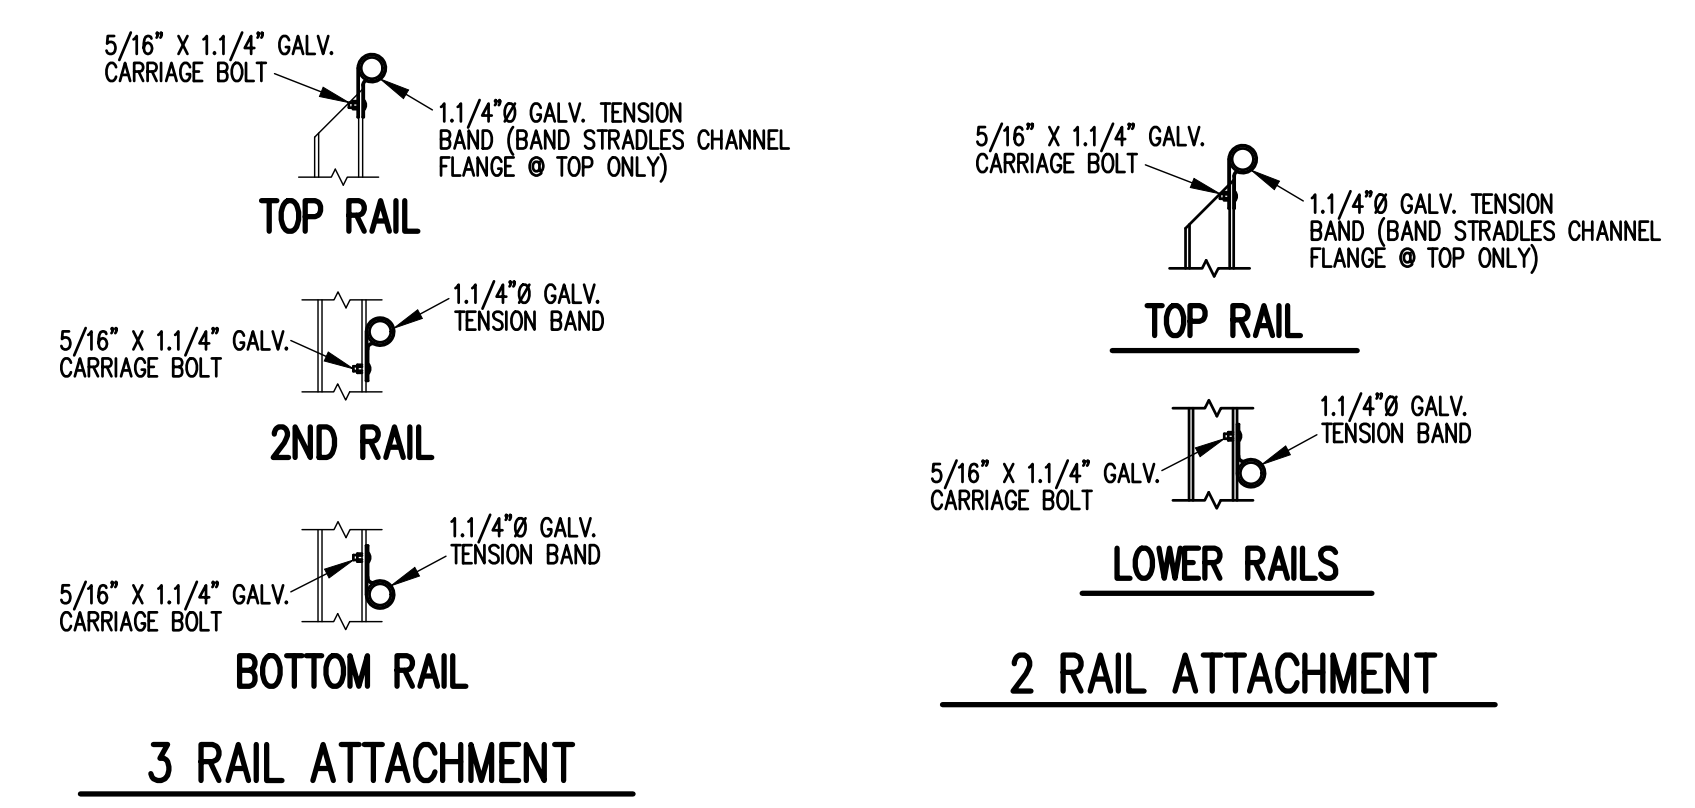 5/16” X 1.1/4” GALV.
CARRIAGE BOLT
1.1/4”Ø GALV. TENSION
BAND (BAND STRADLES CHANNEL
FLANGE @ TOP ONLY)
TOP RAIL
1.1/4”Ø GALV.
TENSION BAND
5/16” X 1.1/4” GALV.
CARRIAGE BOLT
2ND RAIL
1.1/4”Ø GALV.
TENSION BAND
5/16” X 1.1/4” GALV.
CARRIAGE BOLT
BOTTOM RAIL
3 RAIL ATTACHMENT
5/16” X 1.1/4” GALV.
CARRIAGE BOLT
1.1/4”Ø GALV. TENSION
BAND (BAND STRADLES CHANNEL
FLANGE @ TOP ONLY)
TOP RAIL
1.1/4”Ø GALV.
TENSION BAND
5/16” X 1.1/4” GALV.
CARRIAGE BOLT
LOWER RAILS
2 RAIL ATTACHMENT